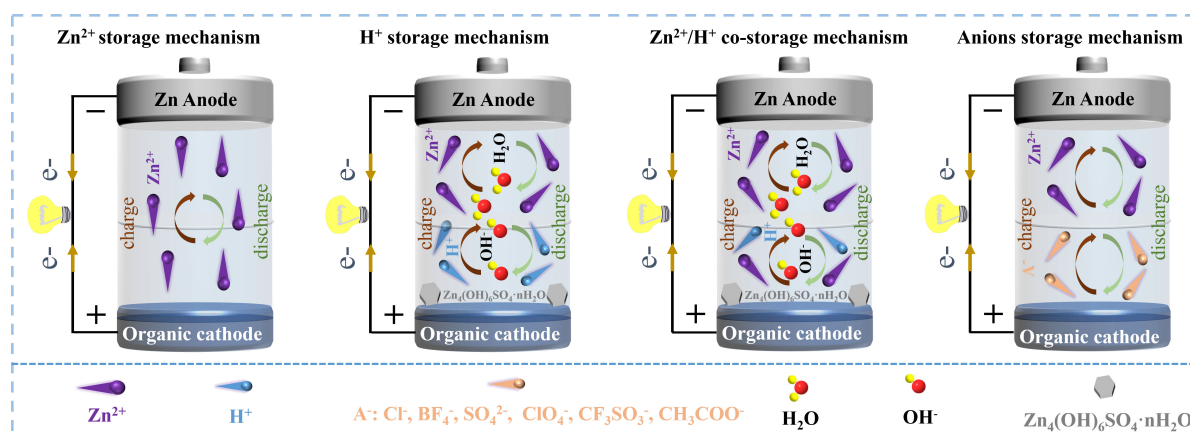 Zn²⁺ storage mechanism
H⁺ storage mechanism
Zn²⁺/H⁺ co-storage mechanism
Anions storage mechanism
Zn Anode
−
+
e-
e-
Zn²⁺
charge
discharge
Organic cathode
Zn Anode
−
+
e-
e-
Zn²⁺
H₂O
charge
discharge
H⁺
OH⁻
Zn₄(OH)₆SO₄·nH₂O
Organic cathode
Zn Anode
−
+
e-
e-
Zn²⁺
H₂O
charge
discharge
H⁺
OH⁻
Zn₄(OH)₆SO₄·nH₂O
Organic cathode
Zn Anode
−
+
e-
e-
Zn²⁺
charge
discharge
A⁻
Organic cathode
Zn²⁺
H⁺
A⁻: Cl⁻, BF₄⁻, SO₄²⁻, ClO₄⁻, CF₃SO₃⁻, CH₃COO⁻
H₂O
OH⁻
Zn₄(OH)₆SO₄·nH₂O